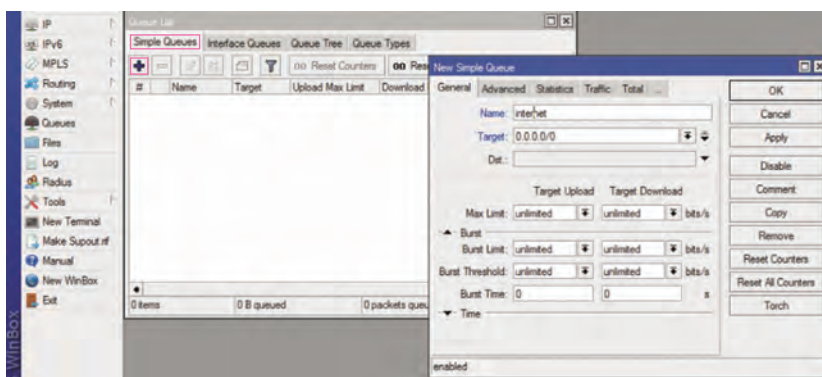 IP
IPv6
MPLS
Routing
System
Queues
Files
Log
Radius
Tools
New Terminal
Make Supout.rif
Manual
New WinBox
Exit
WinBox
Queue List
Simple Queues Interface Queues Queue Tree Queue Types
00 Reset Counters 00 Res
# Name Target Upload Max Limit Download
0 items 0 B queued 0 packets queu
New Simple Queue
General Advanced Statistics Traffic Total ...
Name: internet
Target: 0.0.0.0/0
Dst.:
Target Upload Target Download
Max Limit: unlimited unlimited bits/s
Burst
Burst Limit: unlimited unlimited bits/s
Burst Threshold: unlimited unlimited bits/s
Burst Time: 0 0 s
Time
enabled
OK
Cancel
Apply
Disable
Comment
Copy
Remove
Reset Counters
Reset All Counters
Torch